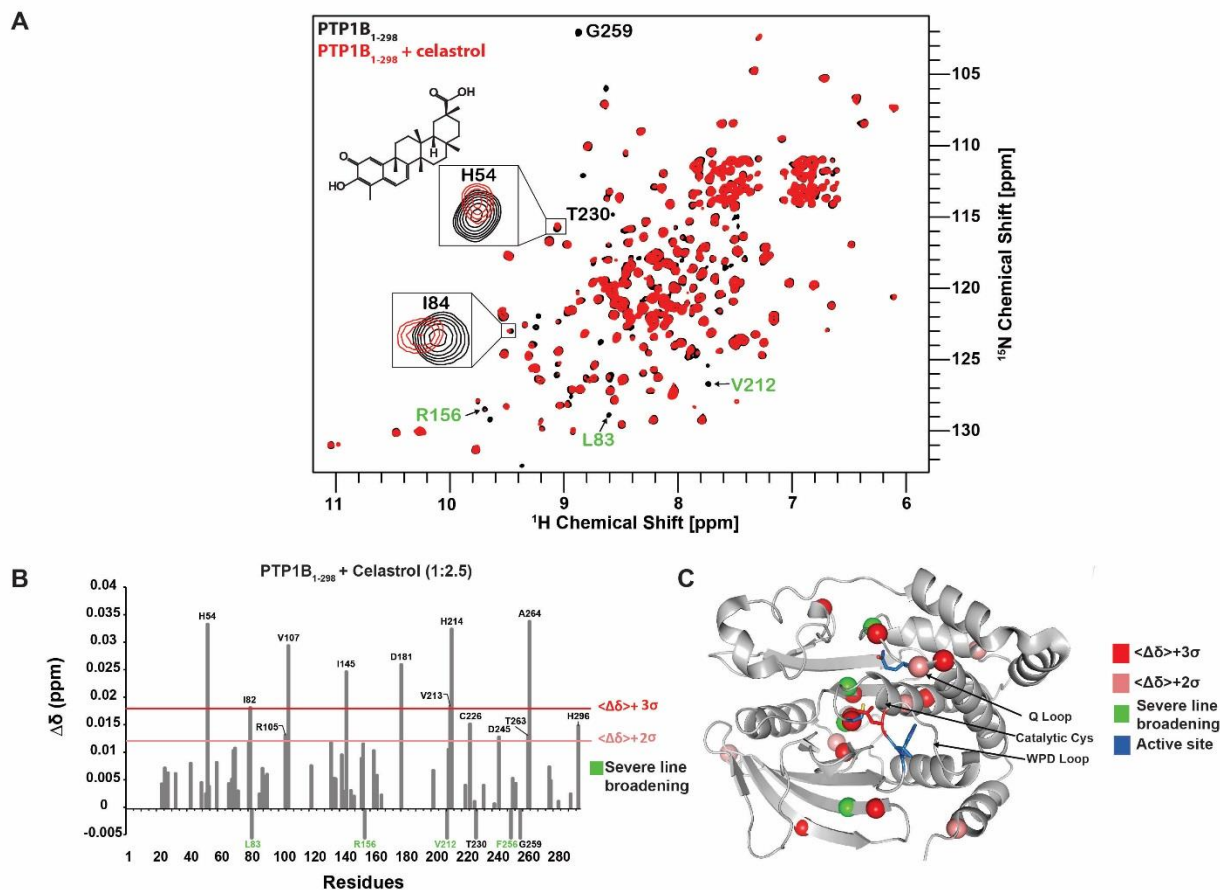 A
PTP1B1-298
PTP1B1-298 + celastrol
G259
O
OH
H
O
HO
H54
T230
I84
R156
L83
V212
105
110
115
120
125
130
15N Chemical Shift [ppm]
11
10
9
8
7
6
1H Chemical Shift [ppm]
B
PTP1B1-298 + Celastrol (1:2.5)
0.04
0.035
0.03
0.025
0.02
0.015
0.01
0.005
0
-0.005
Δδ (ppm)
H54
I82
R105
V107
I145
D181
V213
H214
C226
D245
T263
A264
H296
<Δδ>+ 3σ
<Δδ>+2σ
Severe line
broadening
L83
R156
V212
T230
F256
G259
1
20
40
60
80
100
120
140
160
180
200
220
240
260
280
Residues
C
Q Loop
Catalytic Cys
WPD Loop
<Δδ>+3σ
<Δδ>+2σ
Severe line
broadening
Active site